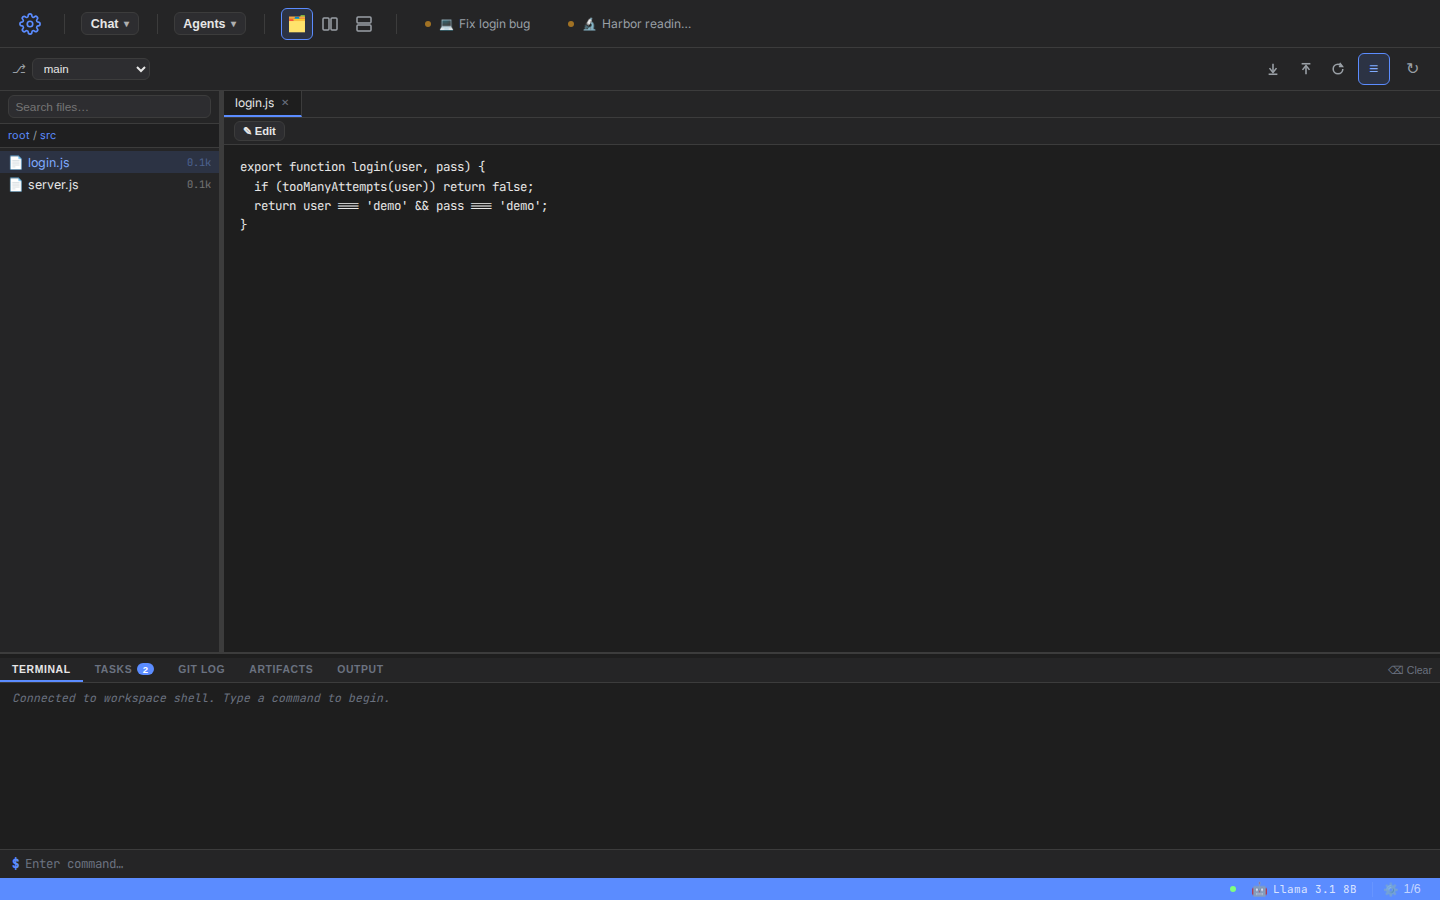 Chat ▾
Agents ▾
Fix login bug
Harbor readin...
main
Search files…
root / src
login.js 0.1k
server.js 0.1k
login.js ×
✎ Edit
export function login(user, pass) {
  if (tooManyAttempts(user)) return false;
  return user === 'demo' && pass === 'demo';
}
TERMINAL
TASKS 2
GIT LOG
ARTIFACTS
OUTPUT
⌫ Clear
Connected to workspace shell. Type a command to begin.
$ Enter command…
Llama 3.1 8B
1/6